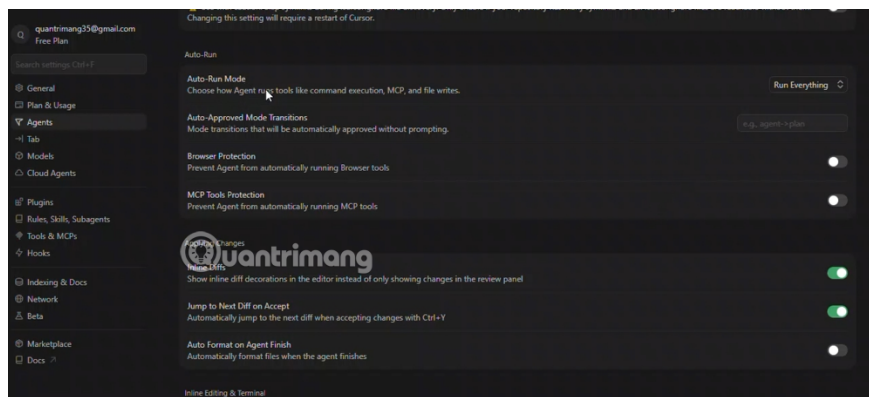 Changing this setting will require a restart of Cursor.
Q
quantrimang35@gmail.com
Free Plan
Search settings Ctrl+F
General
Plan & Usage
Agents
Tab
Models
Cloud Agents
Plugins
Rules, Skills, Subagents
Tools & MCPs
Hooks
Indexing & Docs
Network
Beta
Marketplace
Docs
Auto-Run
Auto-Run Mode
Choose how Agent runs tools like command execution, MCP, and file writes.
Run Everything
Auto-Approved Mode Transitions
Mode transitions that will be automatically approved without prompting.
e.g., agent->plan
Browser Protection
Prevent Agent from automatically running Browser tools
MCP Tools Protection
Prevent Agent from automatically running MCP tools
Applying Changes
Quantrimang
Inline Diffs
Show inline diff decorations in the editor instead of only showing changes in the review panel
Jump to Next Diff on Accept
Automatically jump to the next diff when accepting changes with Ctrl+Y
Auto Format on Agent Finish
Automatically format files when the agent finishes
Inline Editing & Terminal